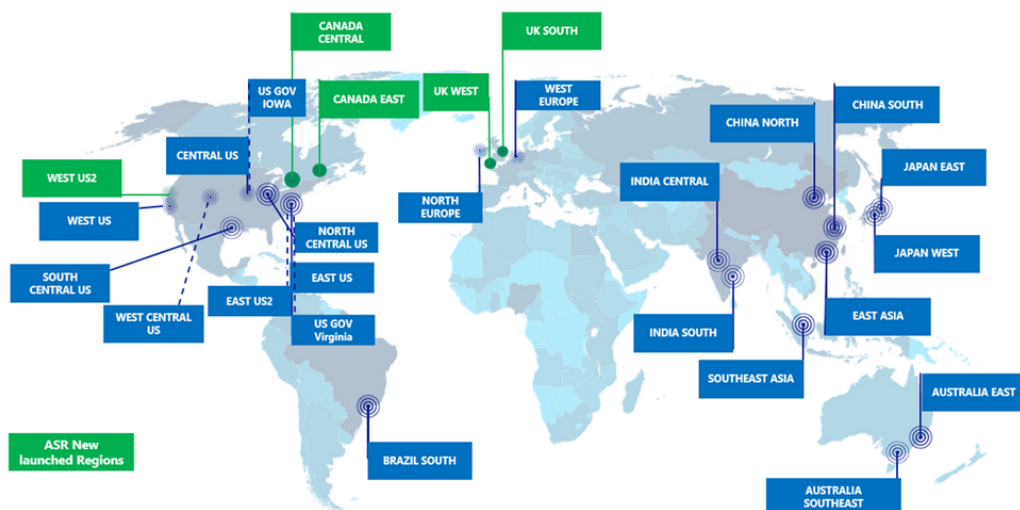 CANADA
CENTRAL
UK SOUTH
US GOV
IOWA
CANADA EAST
UK WEST
WEST
EUROPE
CHINA SOUTH
CHINA NORTH
CENTRAL US
WEST US2
INDIA CENTRAL
JAPAN EAST
WEST US
NORTH
EUROPE
NORTH
CENTRAL US
JAPAN WEST
SOUTH
CENTRAL US
EAST US
WEST CENTRAL
US
EAST US2
US GOV
Virginia
INDIA SOUTH
EAST ASIA
SOUTHEAST ASIA
AUSTRALIA EAST
ASR New
launched Regions
BRAZIL SOUTH
AUSTRALIA
SOUTHEAST